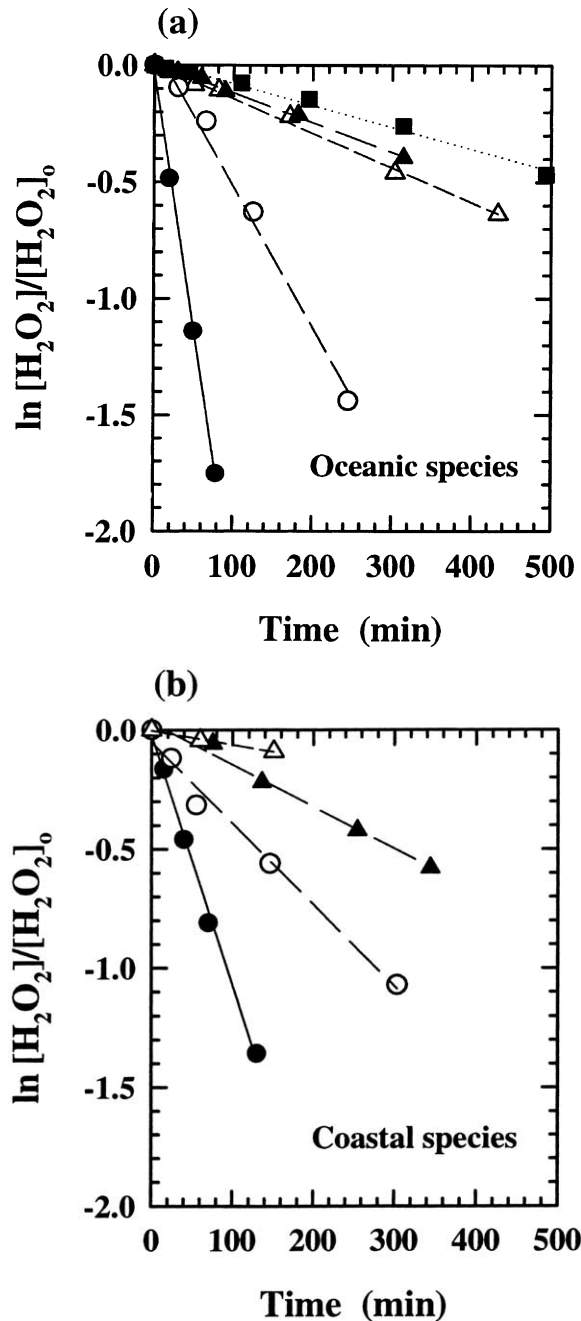 (a)
0.0
-0.5
-1.0
-1.5
-2.0
ln [H₂O₂]/[H₂O₂]ₒ
Oceanic species
0 100 200 300 400 500
Time (min)
(b)
0.0
-0.5
-1.0
-1.5
-2.0
ln [H₂O₂]/[H₂O₂]ₒ
Coastal species
0 100 200 300 400 500
Time (min)